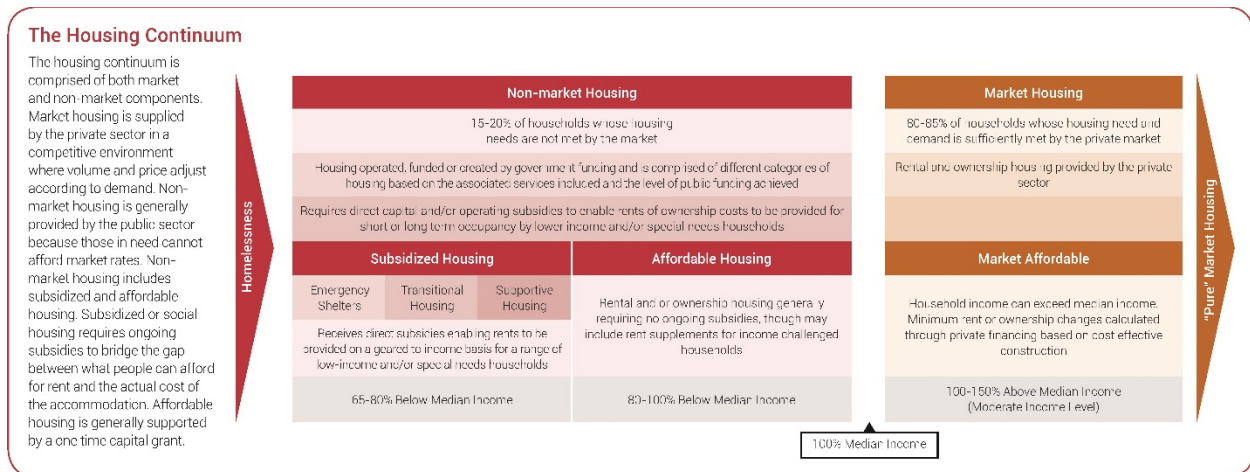 The Housing Continuum
The housing continuum is
comprised of both market
and non-market components.
Market housing is supplied
by the private sector in a
competitive environment
where volume and price adjust
according to demand. Non-
market housing is generally
provided by the public sector
because those in need cannot
afford market rates. Non-
market housing includes
subsidized and affordable
housing. Subsidized or social
housing requires ongoing
subsidies to bridge the gap
between what people can afford
for rent and the actual cost of
the accommodation. Affordable
housing is generally supported
by a one time capital grant.
Homelessness
Non-market Housing
15-20% of households whose housing
needs are not met by the market
Housing operated, funded or created by government funding and is comprised of different categories of
housing based on the associated services included and the level of public funding achieved
Requires direct capital and/or operating subsidies to enable rents of ownership costs to be provided for
short or long term occupancy by lower income and/or special needs households
Subsidized Housing
Emergency
Shelters
Transitional
Housing
Supportive
Housing
Receives direct subsidies enabling rents to be
provided on a geared to income basis for a range of
low-income and/or special needs households
65-80% Below Median Income
Affordable Housing
Rental and or ownership housing generally
requiring no ongoing subsidies, though may
include rent supplements for income challenged
households
80-100% Below Median Income
100% Median Income
Market Housing
80-85% of households whose housing need and
demand is sufficiently met by the private market
Rental and ownership housing provided by the private
sector
Market Affordable
Household income can exceed median income.
Minimum rent or ownership changes calculated
through private financing based on cost effective
construction
100-150% Above Median Income
(Moderate Income Level)
"Pure" Market Housing